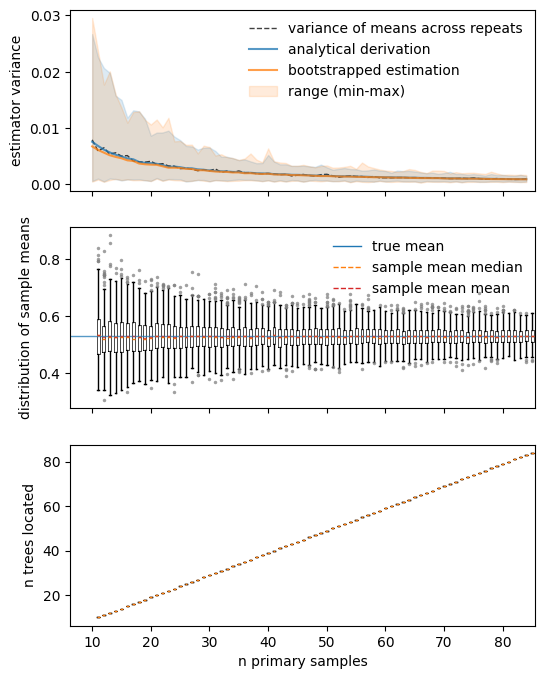 0.03
0.02
0.01
0.00
estimator variance
variance of means across repeats
analytical derivation
bootstrapped estimation
range (min-max)
0.8
0.6
0.4
distribution of sample means
true mean
sample mean median
sample mean mean
80
60
40
20
n trees located
10 20 30 40 50 60 70 80
n primary samples